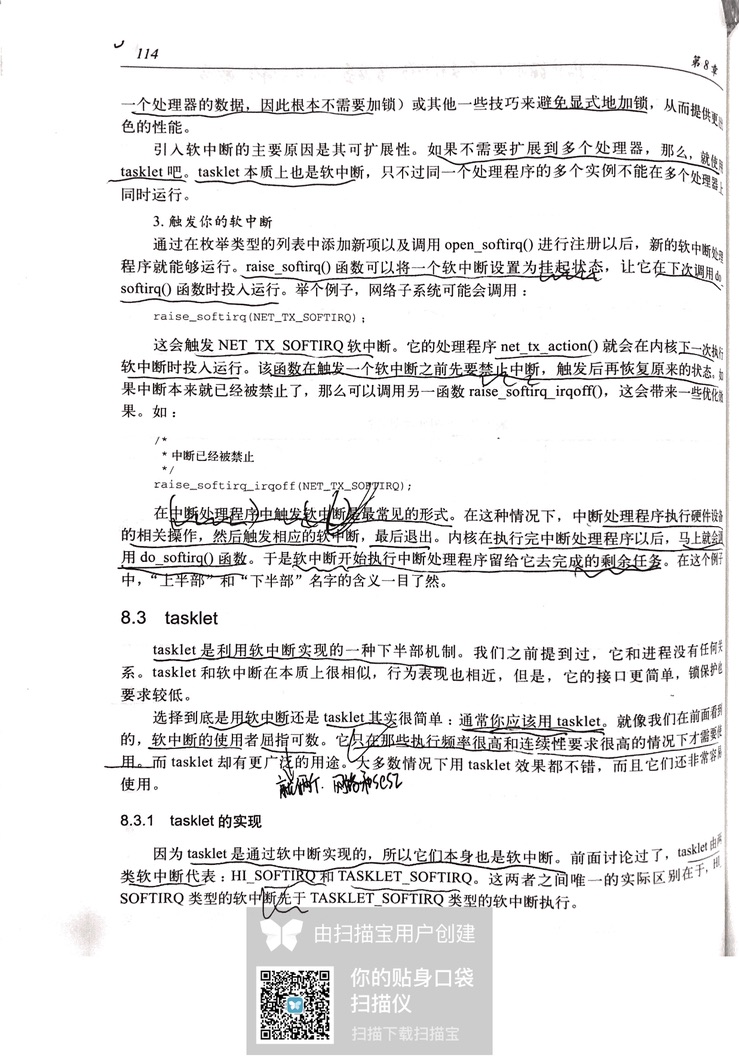 114
第8章
一个处理器的数据，因此根本不需要加锁）或其他一些技巧来避免显式地加锁，从而提供更出
色的性能。
引入软中断的主要原因是其可扩展性。如果不需要扩展到多个处理器，那么，就使用
tasklet 吧。tasklet 本质上也是软中断，只不过同一个处理程序的多个实例不能在多个处理器上
同时运行。
3. 触发你的软中断
通过在枚举类型的列表中添加新项以及调用 open_softirq() 进行注册以后，新的软中断处理
程序就能够运行。raise_softirq() 函数可以将一个软中断设置为挂起状态，让它在下次调用 do_
softirq() 函数时投入运行。举个例子，网络子系统可能会调用：
raise_softirq(NET_TX_SOFTIRQ);
这会触发 NET_TX_SOFTIRQ 软中断。它的处理程序 net_tx_action() 就会在内核下一次执行
软中断时投入运行。该函数在触发一个软中断之前先要禁止中断，触发后再恢复原来的状态。如
果中断本来就已经被禁止了，那么可以调用另一函数 raise_softirq_irqoff()，这会带来一些优化效
果。如：
/*
* 中断已经被禁止
*/
raise_softirq_irqoff(NET_TX_SOFTIRQ);
在中断处理程序中触发软中断是最常见的形式。在这种情况下，中断处理程序执行硬件设备
的相关操作，然后触发相应的软中断，最后退出。内核在执行完中断处理程序以后，马上就会调
用 do_softirq() 函数。于是软中断开始执行中断处理程序留给它去完成的剩余任务。在这个例子
中，“上半部”和“下半部”名字的含义一目了然。
8.3 tasklet
tasklet 是利用软中断实现的一种下半部机制。我们之前提到过，它和进程没有任何关
系。tasklet 和软中断在本质上很相似，行为表现也相近，但是，它的接口更简单，锁保护也
要求较低。
选择到底是用软中断还是 tasklet 其实很简单：通常你应该用 tasklet。就像我们在前面看到
的，软中断的使用者屈指可数。它只在那些执行频率很高和连续性要求很高的情况下才需要使
用。而 tasklet 却有更广泛的用途。大多数情况下用 tasklet 效果都不错，而且它们还非常容易
使用。
网络和SCSI
8.3.1 tasklet 的实现
因为 tasklet 是通过软中断实现的，所以它们本身也是软中断。前面讨论过了，tasklet 由两
类软中断代表：HI_SOFTIRQ 和 TASKLET_SOFTIRQ。这两者之间唯一的实际区别在于，HI_
SOFTIRQ 类型的软中断先于 TASKLET_SOFTIRQ 类型的软中断执行。
由扫描宝用户创建
你的贴身口袋
扫描仪
扫描下载扫描宝